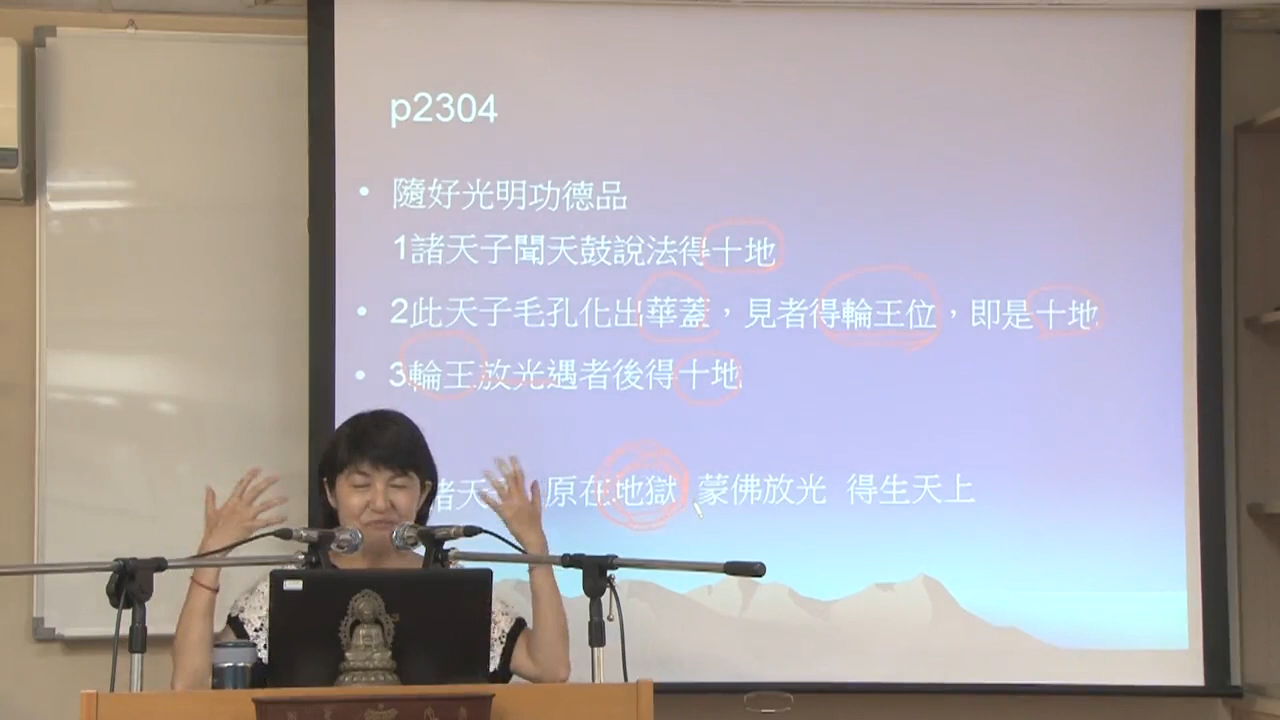 p2304
• 隨好光明功德品
1諸天子聞天鼓說法得十地
• 2此天子毛孔化出華蓋，見者得輪王位，即是十地
• 3輪王放光遇者後得十地
諸天 原在地獄 蒙佛放光 得生天上